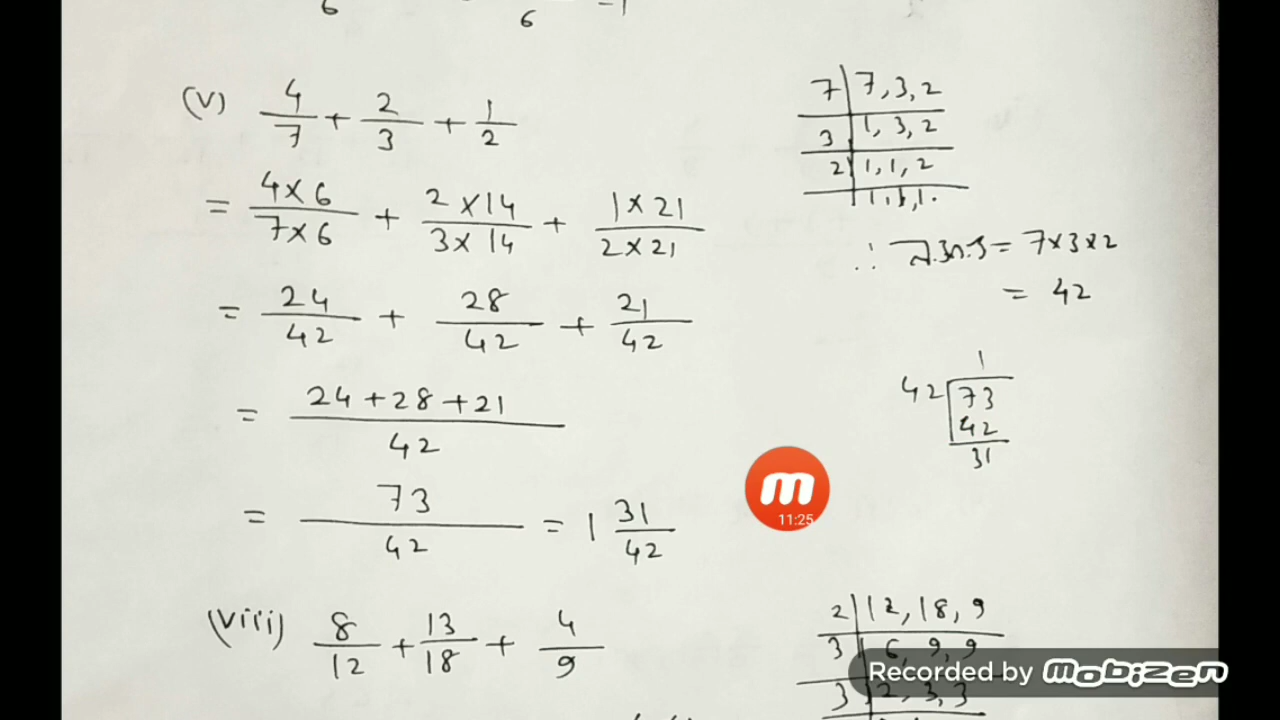 6 6 -1
(v) 4/7 + 2/3 + 1/2
= 4×6/7×6 + 2×14/3×14 + 1×21/2×21
= 24/42 + 28/42 + 21/42
= 24+28+21/42
= 73/42 = 1 31/42
7 | 7, 3, 2
3 | 1, 3, 2
2 | 1, 1, 2
1, 1, 1.
∴ ल.सा.अ = 7×3×2
= 42
1
42 73
42
31
11:25
(viii) 8/12 + 13/18 + 4/9
2 | 12, 18, 9
3 | 6, 9, 9
3 | 2, 3, 3
Recorded by mobizen